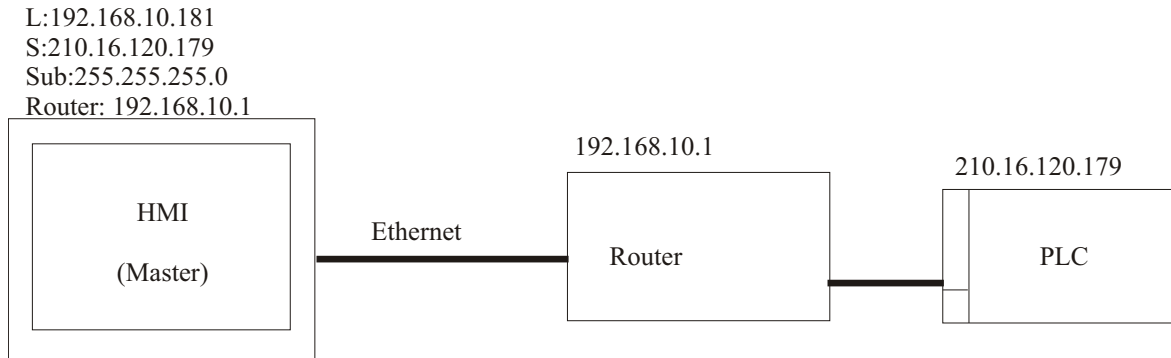 L:192.168.10.181
S:210.16.120.179
Sub:255.255.255.0
Router: 192.168.10.1
HMI
(Master)
Ethernet
192.168.10.1
Router
210.16.120.179
PLC